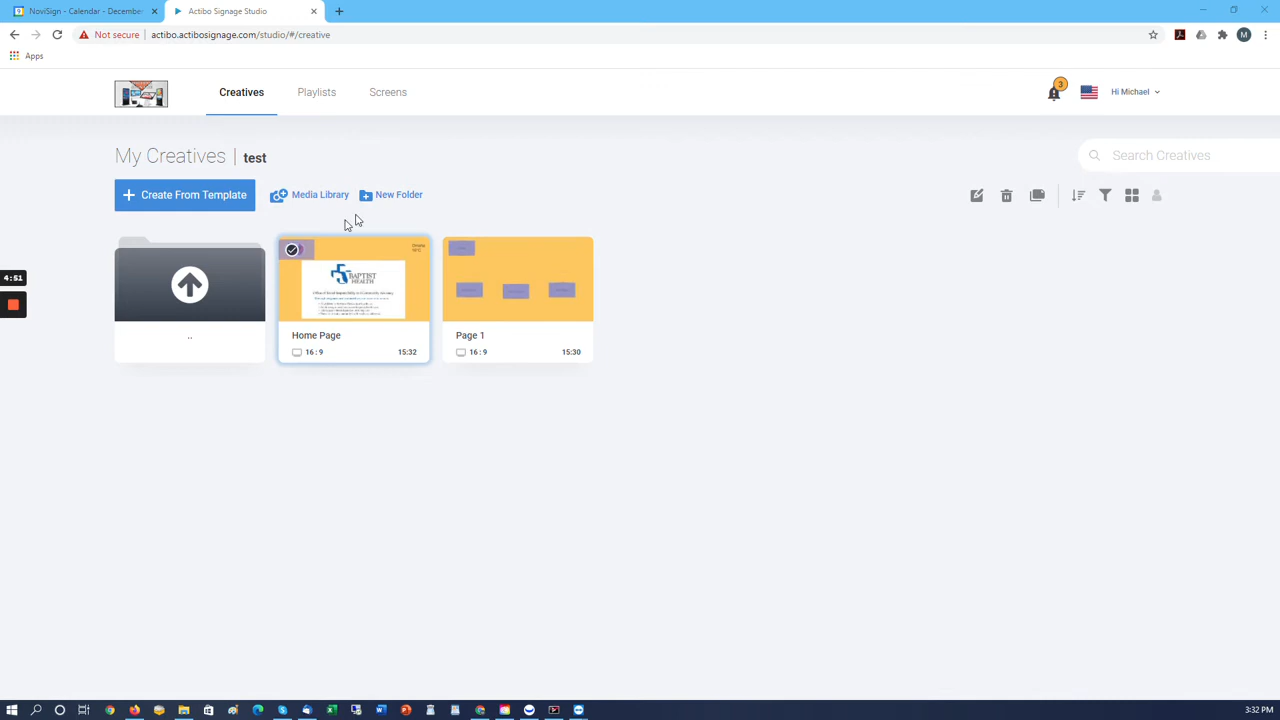 NoviSign - Calendar - December
Actibo Signage Studio
Not secure
actibo.actibosignage.com/studio/#/creative
M
Apps
Creatives
Playlists
Screens
3
Hi Michael
My Creatives | test
Search Creatives
Create From Template
Media Library
New Folder
4:51
BAPTIST
HEALTH
..
Home Page
16 : 9
15:32
Page 1
16 : 9
15:30
3:32 PM